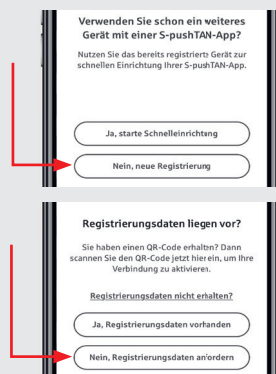 Verwenden Sie schon ein weiteres
Gerät mit einer S-pushTAN-App?
Nutzen Sie das bereits registrierte Gerät zur
schnellen Einrichtung Ihrer S-pushTAN-App.
Ja, starte Schnelleinrichtung
Nein, neue Registrierung
Registrierungsdaten liegen vor?
Sie haben einen QR-Code erhalten? Dann
scannen Sie den QR-Code jetzt hier ein, um Ihre
Verbindung zu aktivieren.
Registrierungsdaten nicht erhalten?
Ja, Registrierungsdaten vorhanden
Nein, Registrierungsdaten anfordern